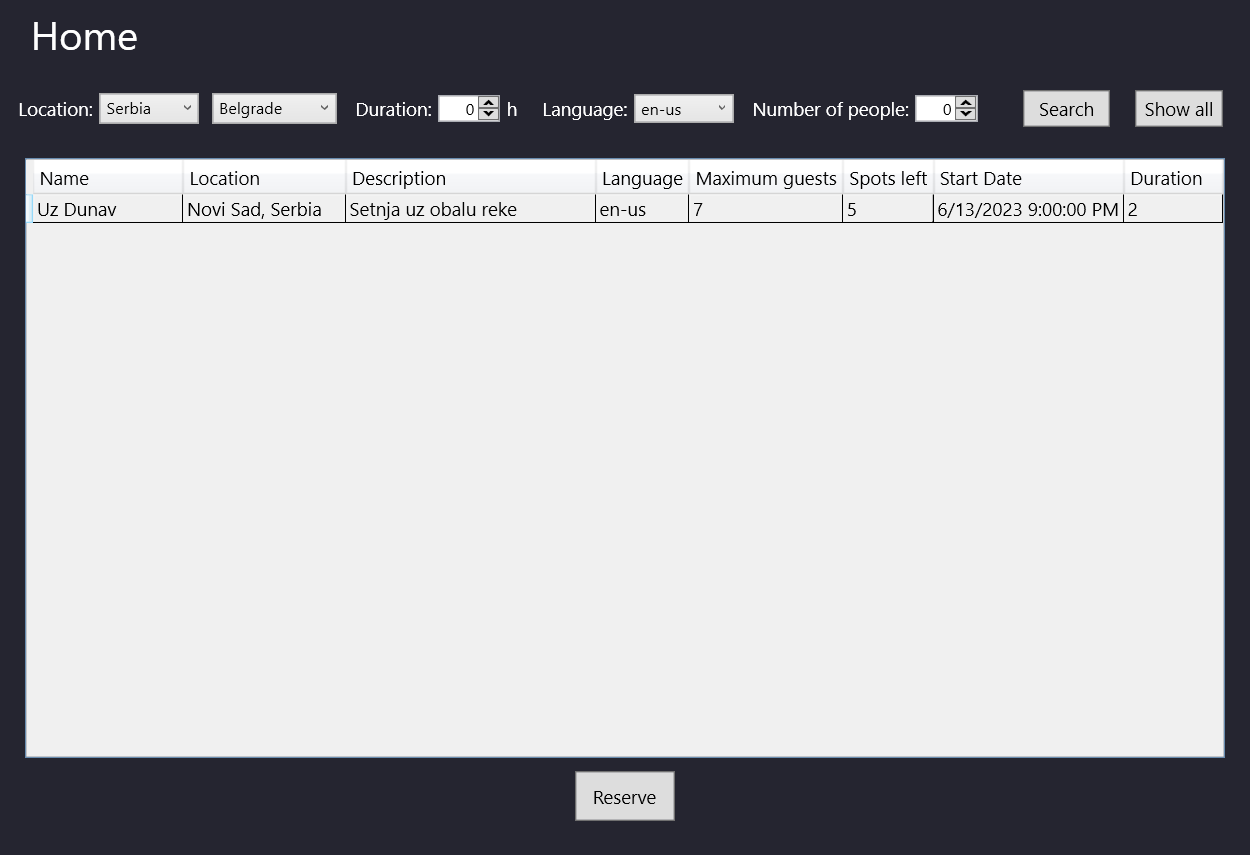 Home
Location: Serbia Belgrade Duration: 0 h Language: en-us Number of people: 0 Search Show all
Name Location Description Language Maximum guests Spots left Start Date Duration
Uz Dunav Novi Sad, Serbia Setnja uz obalu reke en-us 7 5 6/13/2023 9:00:00 PM 2
Reserve